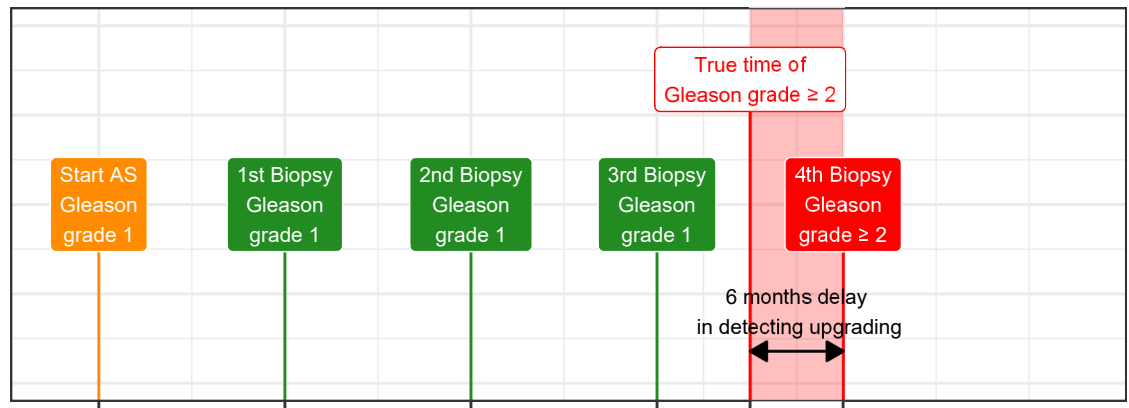 True time of
Gleason grade ≥ 2
Start AS
Gleason
grade 1
1st Biopsy
Gleason
grade 1
2nd Biopsy
Gleason
grade 1
3rd Biopsy
Gleason
grade 1
4th Biopsy
Gleason
grade ≥ 2
6 months delay
in detecting upgrading